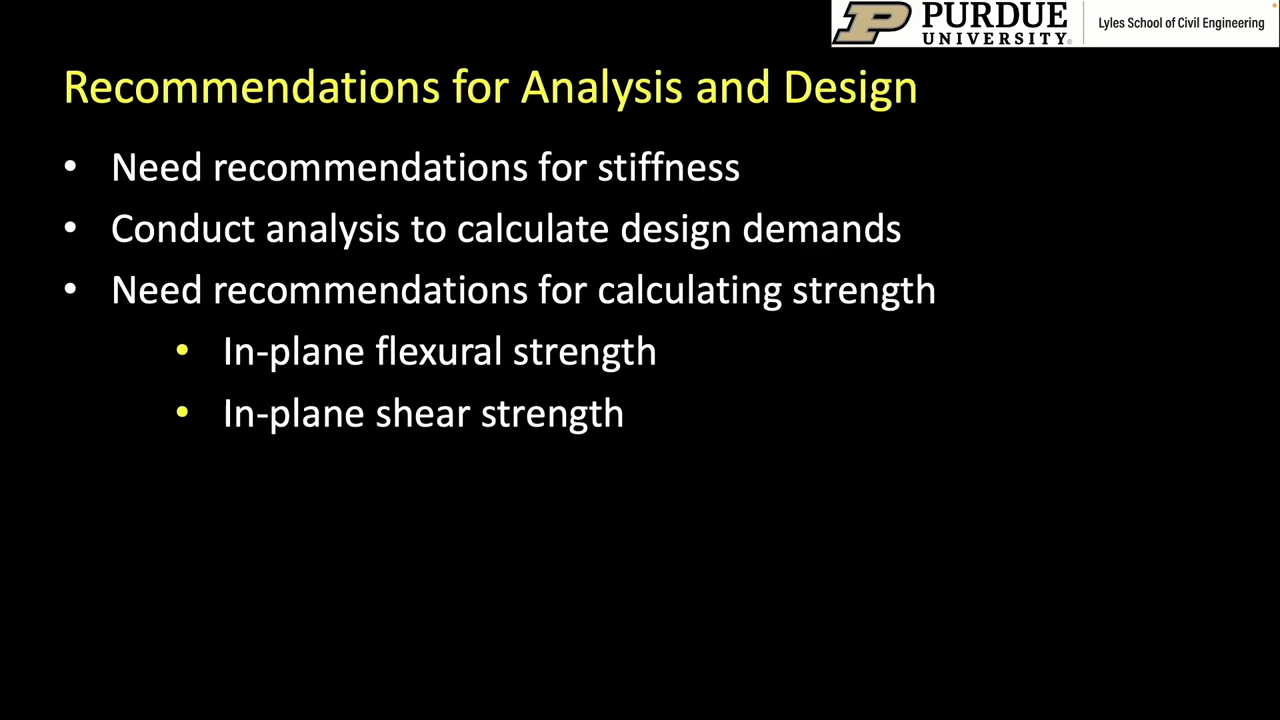 PURDUE
UNIVERSITY®
Lyles School of Civil Engineering
Recommendations for Analysis and Design
• Need recommendations for stiffness
• Conduct analysis to calculate design demands
• Need recommendations for calculating strength
• In-plane flexural strength
• In-plane shear strength